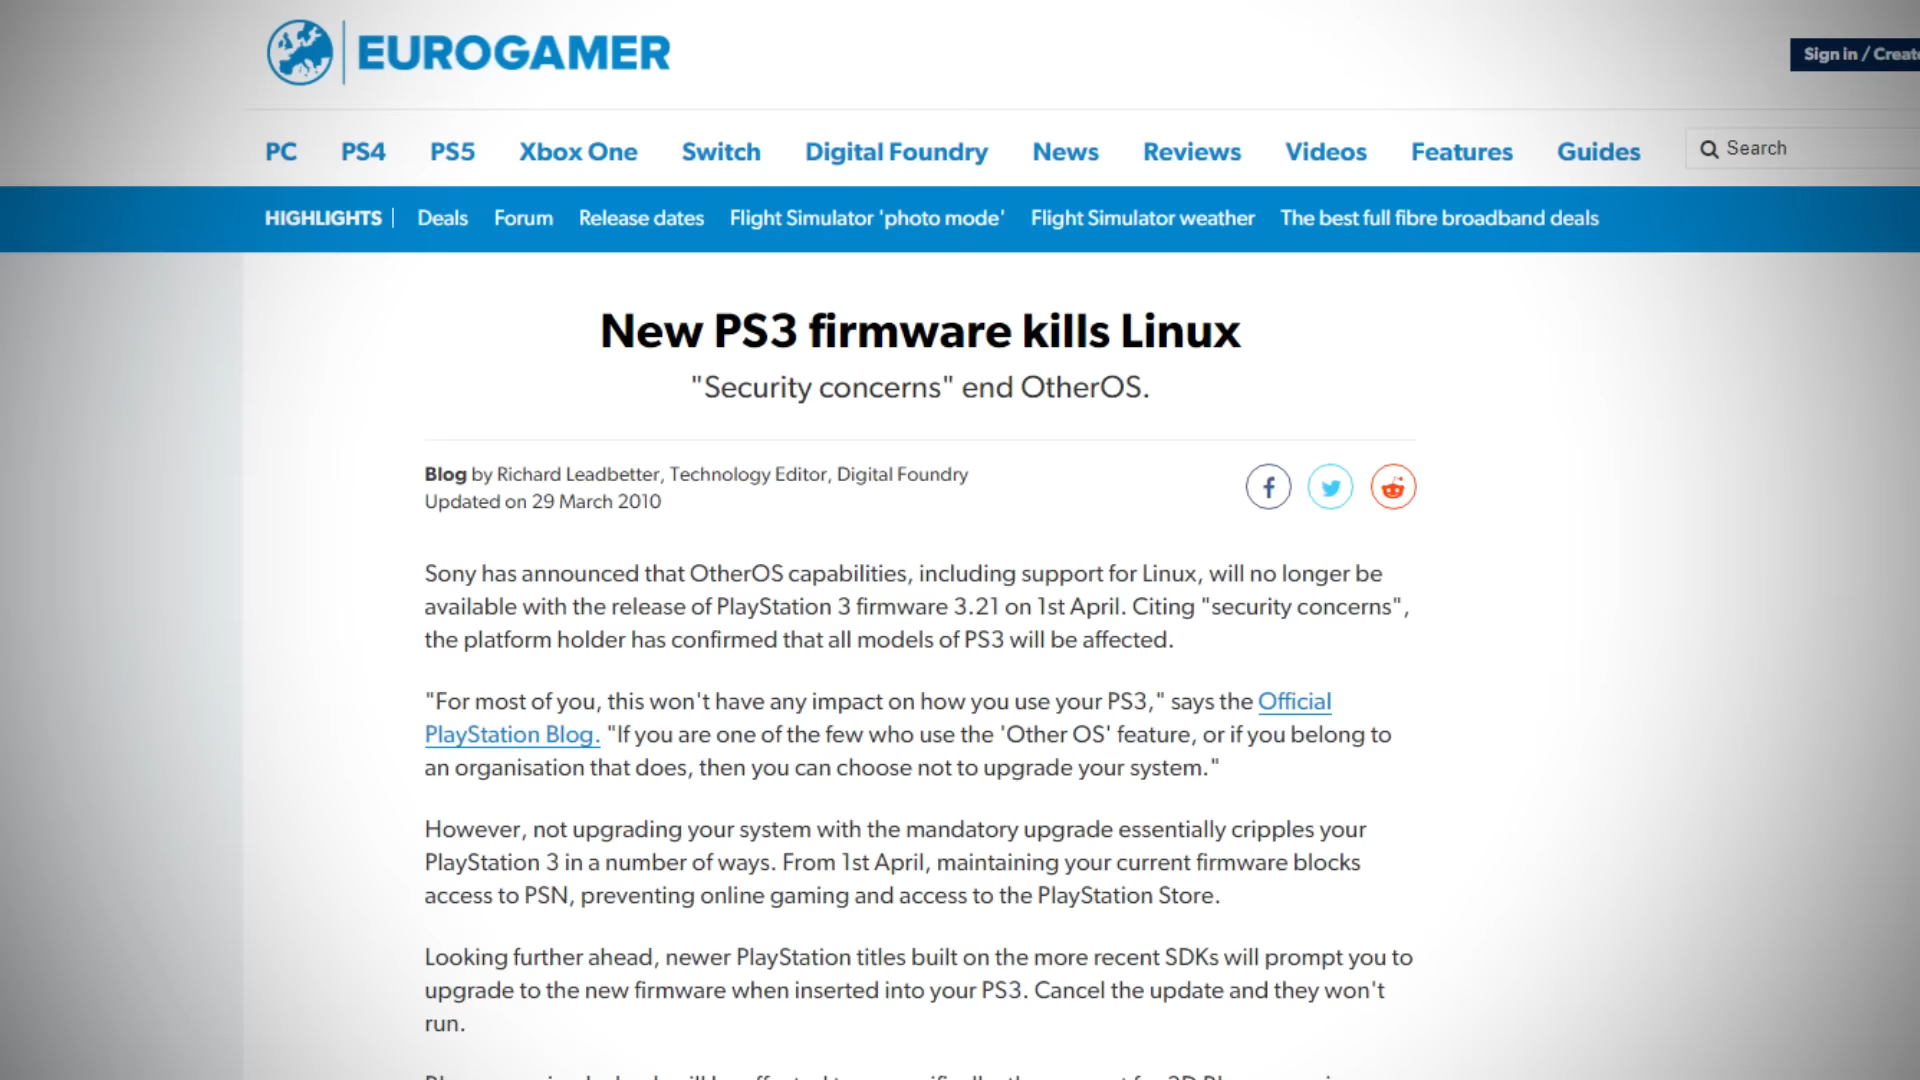 EUROGAMER
Sign in / Create
PC PS4 PS5 Xbox One Switch Digital Foundry News Reviews Videos Features Guides Search
HIGHLIGHTS | Deals Forum Release dates Flight Simulator 'photo mode' Flight Simulator weather The best full fibre broadband deals
New PS3 firmware kills Linux
"Security concerns" end OtherOS.
Blog by Richard Leadbetter, Technology Editor, Digital Foundry
Updated on 29 March 2010
Sony has announced that OtherOS capabilities, including support for Linux, will no longer be
available with the release of PlayStation 3 firmware 3.21 on 1st April. Citing "security concerns",
the platform holder has confirmed that all models of PS3 will be affected.
"For most of you, this won't have any impact on how you use your PS3," says the Official
PlayStation Blog. "If you are one of the few who use the 'Other OS' feature, or if you belong to
an organisation that does, then you can choose not to upgrade your system."
However, not upgrading your system with the mandatory upgrade essentially cripples your
PlayStation 3 in a number of ways. From 1st April, maintaining your current firmware blocks
access to PSN, preventing online gaming and access to the PlayStation Store.
Looking further ahead, newer PlayStation titles built on the more recent SDKs will prompt you to
upgrade to the new firmware when inserted into your PS3. Cancel the update and they won't
run.